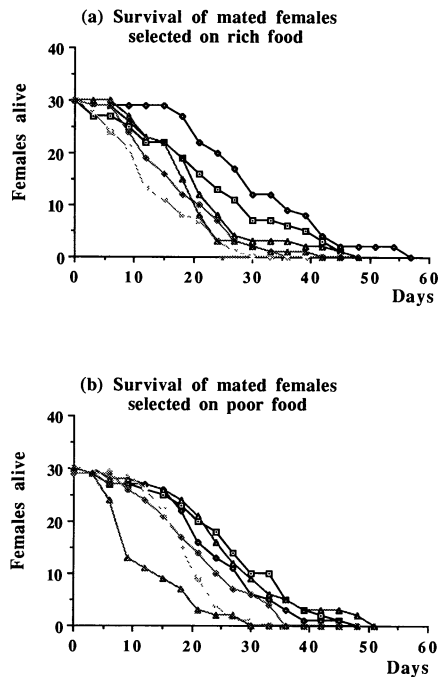 (a) Survival of mated females
selected on rich food
Females alive
40
30
20
10
0
0 10 20 30 40 50 60
Days
(b) Survival of mated females
selected on poor food
Females alive
40
30
20
10
0
0 10 20 30 40 50 60
Days